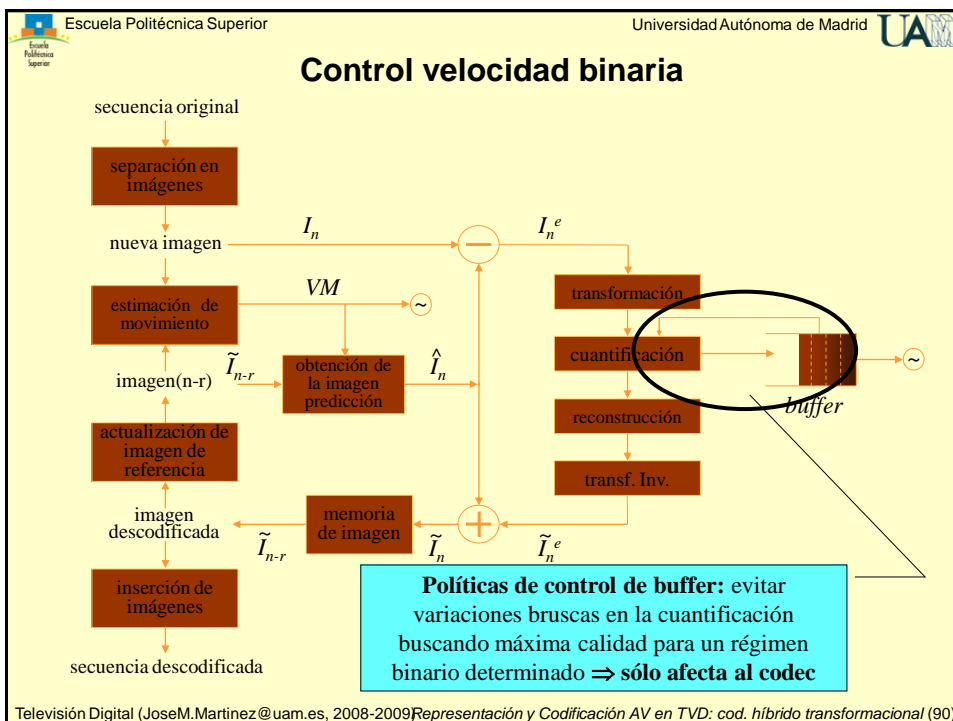 Escuela Politécnica Superior
Universidad Autónoma de Madrid
Escuela
Politécnica
Superior
UAM
Control velocidad binaria
secuencia original
separación en
imágenes
nueva imagen
I_n
−
I_n^e
VM
~
estimación de
movimiento
transformación
imagen(n-r)
Ĩ_{n-r}
obtención de
la imagen
predicción
Î_n
cuantificación
~
buffer
actualización de
imagen de
referencia
reconstrucción
transf. Inv.
imagen
descodificada
Ĩ_{n-r}
memoria
de imagen
Ĩ_n
+
Ĩ_n^e
inserción de
imágenes
secuencia descodificada
Políticas de control de buffer: evitar
variaciones bruscas en la cuantificación
buscando máxima calidad para un régimen
binario determinado ⇒ sólo afecta al codec
Televisión Digital (JoseM.Martinez@uam.es, 2008-2009)
Representación y Codificación AV en TVD: cod. híbrido transformacional (90)